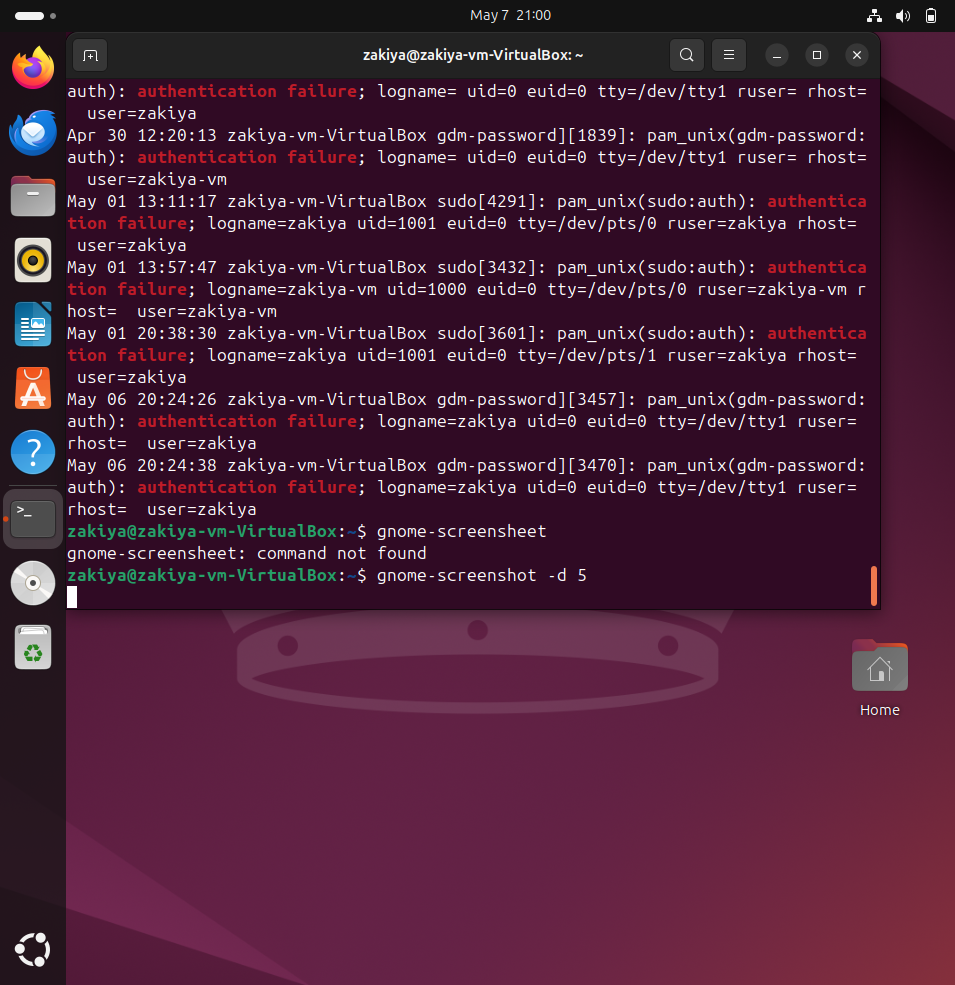 May 7 21:00
zakiya@zakiya-vm-VirtualBox: ~
auth): authentication failure; logname= uid=0 euid=0 tty=/dev/tty1 ruser= rhost=
user=zakiya
Apr 30 12:20:13 zakiya-vm-VirtualBox gdm-password][1839]: pam_unix(gdm-password:
auth): authentication failure; logname= uid=0 euid=0 tty=/dev/tty1 ruser= rhost=
user=zakiya-vm
May 01 13:11:17 zakiya-vm-VirtualBox sudo[4291]: pam_unix(sudo:auth): authentica
tion failure; logname=zakiya uid=1001 euid=0 tty=/dev/pts/0 ruser=zakiya rhost=
user=zakiya
May 01 13:57:47 zakiya-vm-VirtualBox sudo[3432]: pam_unix(sudo:auth): authentica
tion failure; logname=zakiya-vm uid=1000 euid=0 tty=/dev/pts/0 ruser=zakiya-vm r
host=  user=zakiya-vm
May 01 20:38:30 zakiya-vm-VirtualBox sudo[3601]: pam_unix(sudo:auth): authentica
tion failure; logname=zakiya uid=1001 euid=0 tty=/dev/pts/1 ruser=zakiya rhost=
user=zakiya
May 06 20:24:26 zakiya-vm-VirtualBox gdm-password][3457]: pam_unix(gdm-password:
auth): authentication failure; logname=zakiya uid=0 euid=0 tty=/dev/tty1 ruser=
rhost=  user=zakiya
May 06 20:24:38 zakiya-vm-VirtualBox gdm-password][3470]: pam_unix(gdm-password:
auth): authentication failure; logname=zakiya uid=0 euid=0 tty=/dev/tty1 ruser=
rhost=  user=zakiya
zakiya@zakiya-vm-VirtualBox:~$ gnome-screensheet
gnome-screensheet: command not found
zakiya@zakiya-vm-VirtualBox:~$ gnome-screenshot -d 5
Home